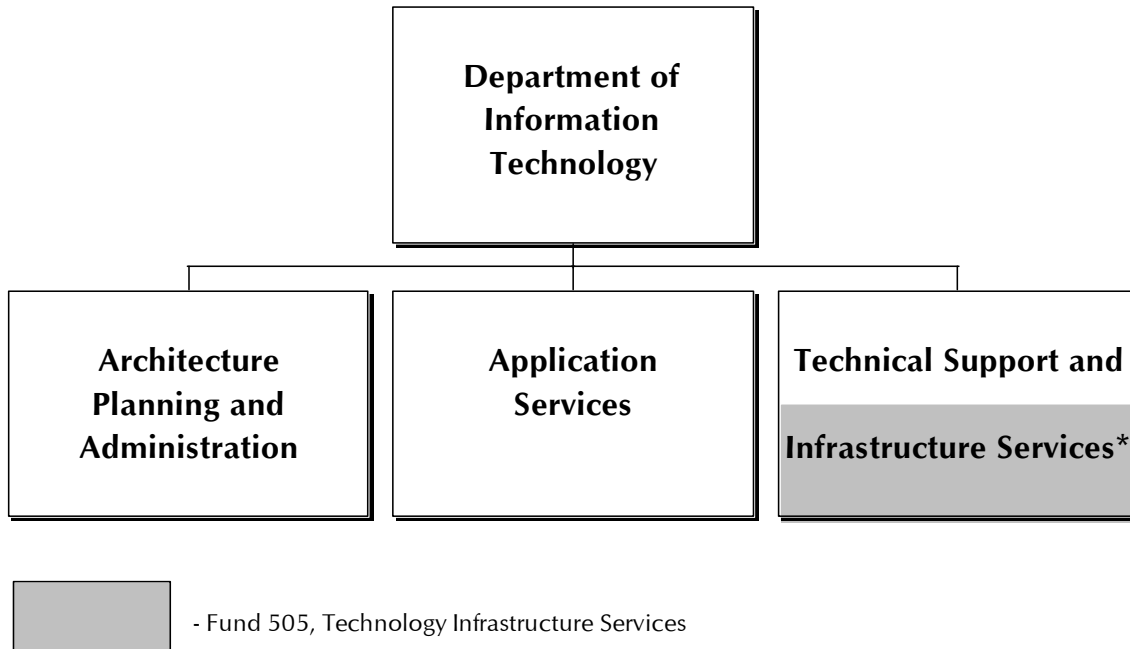 Department of
Information
Technology
Architecture
Planning and
Administration
Application
Services
Technical Support and
Infrastructure Services*
- Fund 505, Technology Infrastructure Services